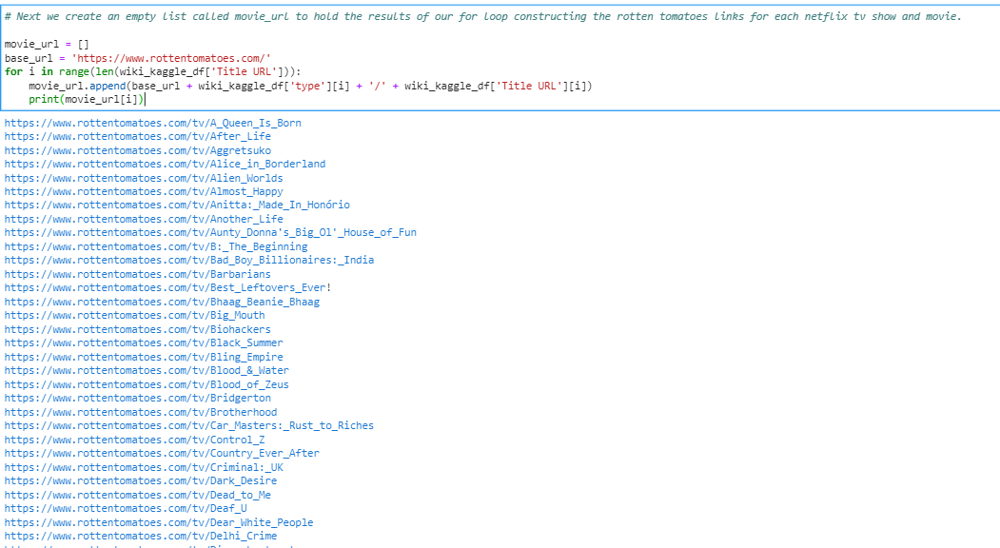 # Next we create an empty list called movie_url to hold the results of our for loop constructing the rotten tomatoes links for each netflix tv show and movie.
movie_url = []
base_url = 'https://www.rottentomatoes.com/'
for i in range(len(wiki_kaggle_df['Title URL'])):
    movie_url.append(base_url + wiki_kaggle_df['type'][i] + '/' + wiki_kaggle_df['Title URL'][i])
    print(movie_url[i])
https://www.rottentomatoes.com/tv/A_Queen_Is_Born
https://www.rottentomatoes.com/tv/After_Life
https://www.rottentomatoes.com/tv/Aggretsuko
https://www.rottentomatoes.com/tv/Alice_in_Borderland
https://www.rottentomatoes.com/tv/Alien_Worlds
https://www.rottentomatoes.com/tv/Almost_Happy
https://www.rottentomatoes.com/tv/Anitta:_Made_In_Honório
https://www.rottentomatoes.com/tv/Another_Life
https://www.rottentomatoes.com/tv/Aunty_Donna's_Big_Ol'_House_of_Fun
https://www.rottentomatoes.com/tv/B:_The_Beginning
https://www.rottentomatoes.com/tv/Bad_Boy_Billionaires:_India
https://www.rottentomatoes.com/tv/Barbarians
https://www.rottentomatoes.com/tv/Best_Leftovers_Ever!
https://www.rottentomatoes.com/tv/Bhaag_Beanie_Bhaag
https://www.rottentomatoes.com/tv/Big_Mouth
https://www.rottentomatoes.com/tv/Biohackers
https://www.rottentomatoes.com/tv/Black_Summer
https://www.rottentomatoes.com/tv/Bling_Empire
https://www.rottentomatoes.com/tv/Blood_&_Water
https://www.rottentomatoes.com/tv/Blood_of_Zeus
https://www.rottentomatoes.com/tv/Bridgerton
https://www.rottentomatoes.com/tv/Brotherhood
https://www.rottentomatoes.com/tv/Car_Masters:_Rust_to_Riches
https://www.rottentomatoes.com/tv/Control_Z
https://www.rottentomatoes.com/tv/Country_Ever_After
https://www.rottentomatoes.com/tv/Criminal:_UK
https://www.rottentomatoes.com/tv/Dark_Desire
https://www.rottentomatoes.com/tv/Dead_to_Me
https://www.rottentomatoes.com/tv/Deaf_U
https://www.rottentomatoes.com/tv/Dear_White_People
https://www.rottentomatoes.com/tv/Delhi_Crime